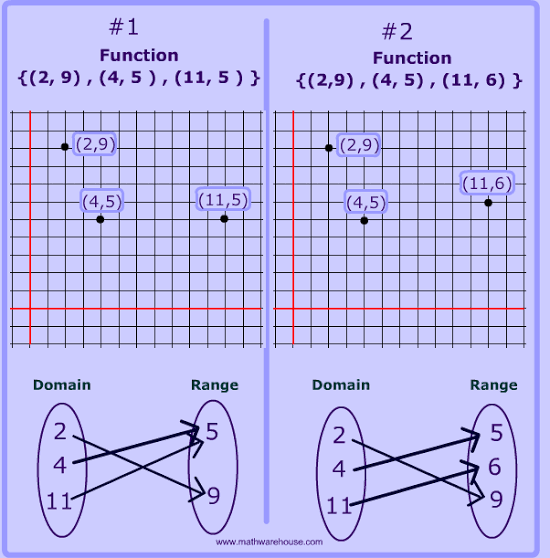 #1
Function
{(2, 9) , (4, 5 ) , (11, 5 ) }
(2,9)
(4,5)
(11,5)
Domain
Range
2
4
11
5
9
#2
Function
{(2,9) , (4, 5) , (11, 6) }
(2,9)
(11,6)
(4,5)
Domain
Range
2
4
11
5
6
9
www.mathwarehouse.com